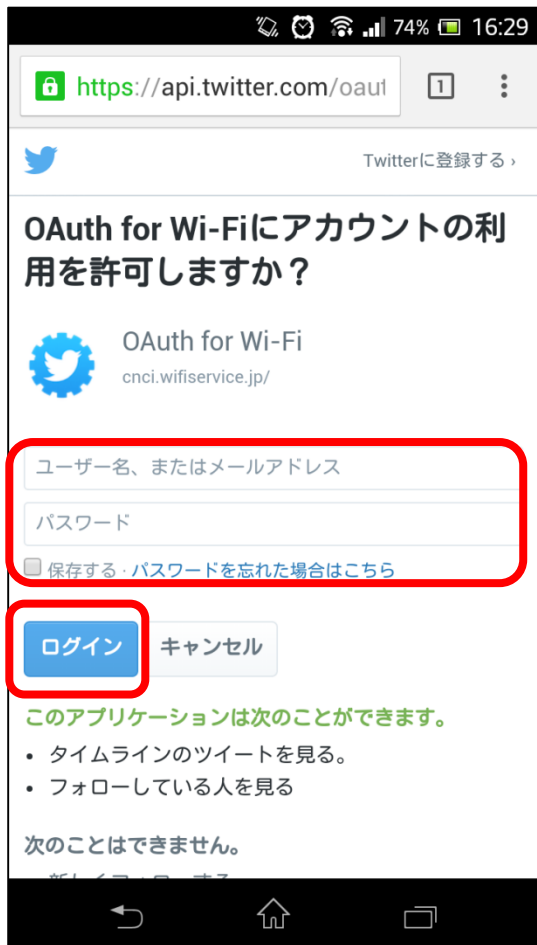 74% 16:29
https://api.twitter.com/oaut 1
Twitterに登録する ›
OAuth for Wi-Fiにアカウントの利
用を許可しますか？
OAuth for Wi-Fi
cnci.wifiservice.jp/
ユーザー名、またはメールアドレス
パスワード
保存する · パスワードを忘れた場合はこちら
ログイン キャンセル
このアプリケーションは次のことができます。
• タイムラインのツイートを見る。
• フォローしている人を見る
次のことはできません。